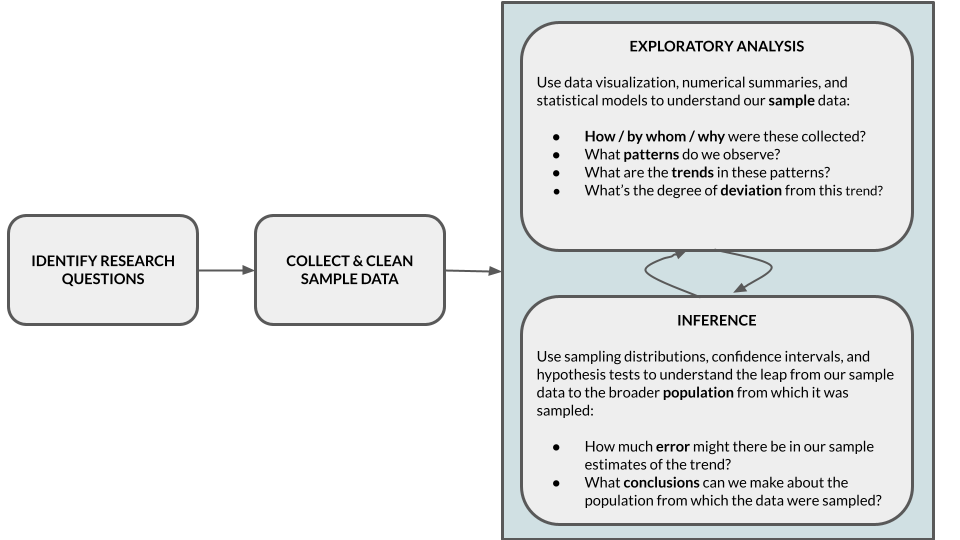 IDENTIFY RESEARCH
QUESTIONS
COLLECT & CLEAN
SAMPLE DATA
EXPLORATORY ANALYSIS
Use data visualization, numerical summaries, and
statistical models to understand our sample data:
● How / by whom / why were these collected?
● What patterns do we observe?
● What are the trends in these patterns?
● What’s the degree of deviation from this trend?
INFERENCE
Use sampling distributions, confidence intervals, and
hypothesis tests to understand the leap from our sample
data to the broader population from which it was
sampled:
● How much error might there be in our sample
estimates of the trend?
● What conclusions can we make about the
population from which the data were sampled?